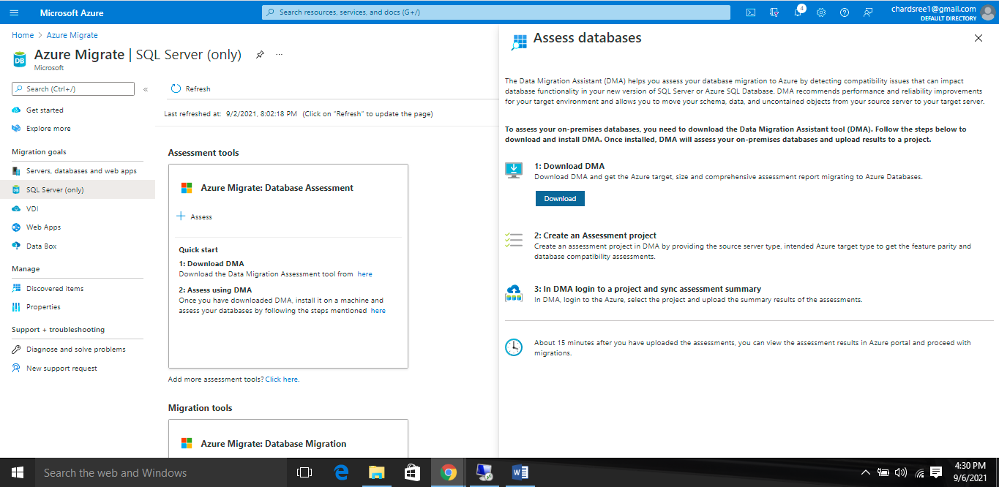 Microsoft Azure
Search resources, services, and docs (G+/)
4
chardsree1@gmail.com
DEFAULT DIRECTORY
Home > Azure Migrate
DB
Azure Migrate | SQL Server (only)
...
Microsoft
Search (Ctrl+/)
«
Get started
Explore more
Migration goals
Servers, databases and web apps
SQL Server (only)
VDI
Web Apps
Data Box
Manage
Discovered items
Properties
Support + troubleshooting
Diagnose and solve problems
New support request
Refresh
Last refreshed at: 9/2/2021, 8:02:18 PM (Click on "Refresh" to update the page)
Assessment tools
Azure Migrate: Database Assessment
+ Assess
Quick start
1: Download DMA
Download the Data Migration Assessment tool from here
2: Assess using DMA
Once you have downloaded DMA, install it on a machine and
assess your databases by following the steps mentioned here
Add more assessment tools? Click here.
Migration tools
Azure Migrate: Database Migration
Assess databases
The Data Migration Assistant (DMA) helps you assess your database migration to Azure by detecting compatibility issues that can impact
database functionality in your new version of SQL Server or Azure SQL Database. DMA recommends performance and reliability improvements
for your target environment and allows you to move your schema, data, and uncontained objects from your source server to your target server.
To assess your on-premises databases, you need to download the Data Migration Assistant tool (DMA). Follow the steps below to
download and install DMA. Once installed, DMA will assess your on-premises databases and upload results to a project.
1: Download DMA
Download DMA and get the Azure target, size and comprehensive assessment report migrating to Azure Databases.
Download
2: Create an Assessment project
Create an assessment project in DMA by providing the source server type, intended Azure target type to get the feature parity and
database compatibility assessments.
3: In DMA login to a project and sync assessment summary
In DMA, login to the Azure, select the project and upload the summary results of the assessments.
About 15 minutes after you have uploaded the assessments, you can view the assessment results in Azure portal and proceed with
migrations.
Search the web and Windows
4:30 PM
9/6/2021